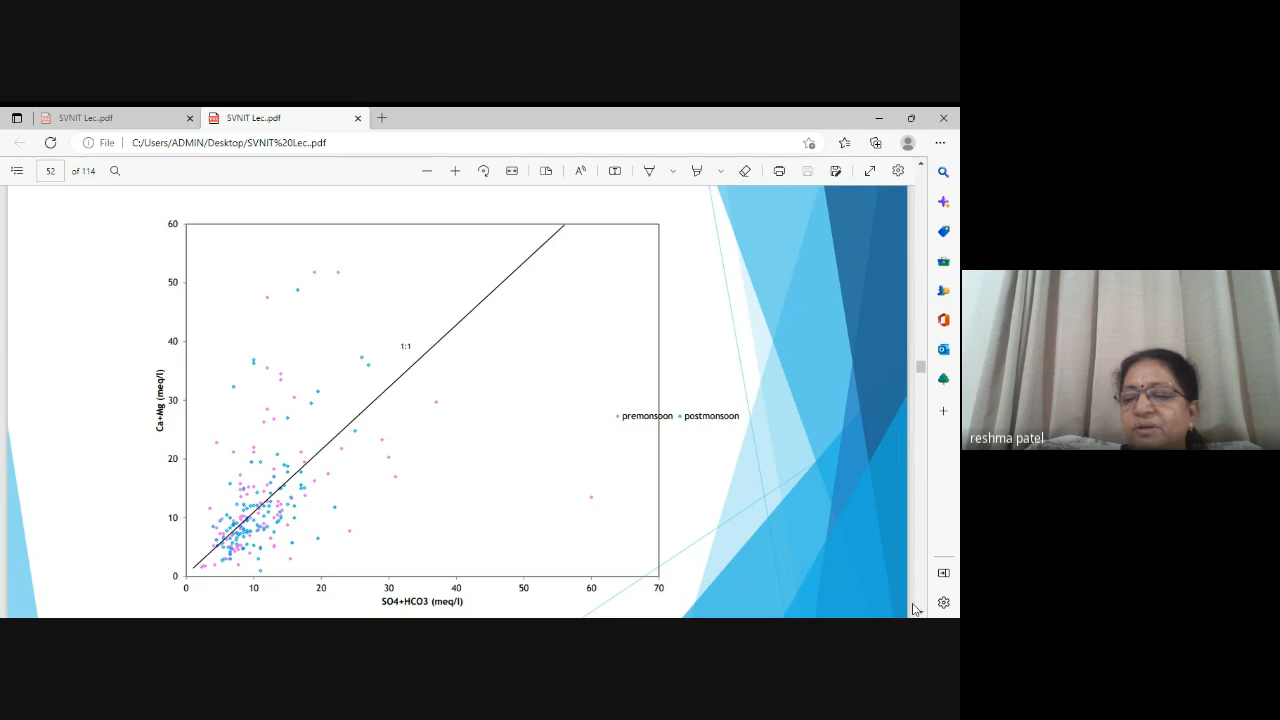 SVNIT Lec..pdf
SVNIT Lec..pdf
File
C:/Users/ADMIN/Desktop/SVNIT%20Lec..pdf
52 of 114
60
50
40
30
20
10
0
Ca+Mg (meq/l)
1:1
premonsoon postmonsoon
0 10 20 30 40 50 60 70
SO4+HCO3 (meq/l)
reshma patel